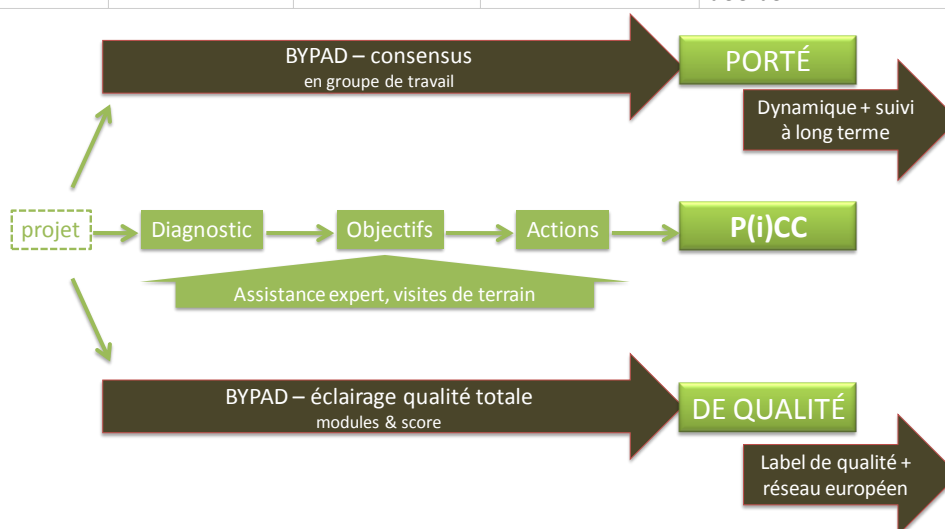 BYPAD – consensus
en groupe de travail
PORTÉ
Dynamique + suivi
à long terme
projet
Diagnostic
Objectifs
Actions
P(i)CC
Assistance expert, visites de terrain
BYPAD – éclairage qualité totale
modules & score
DE QUALITÉ
Label de qualité +
réseau européen